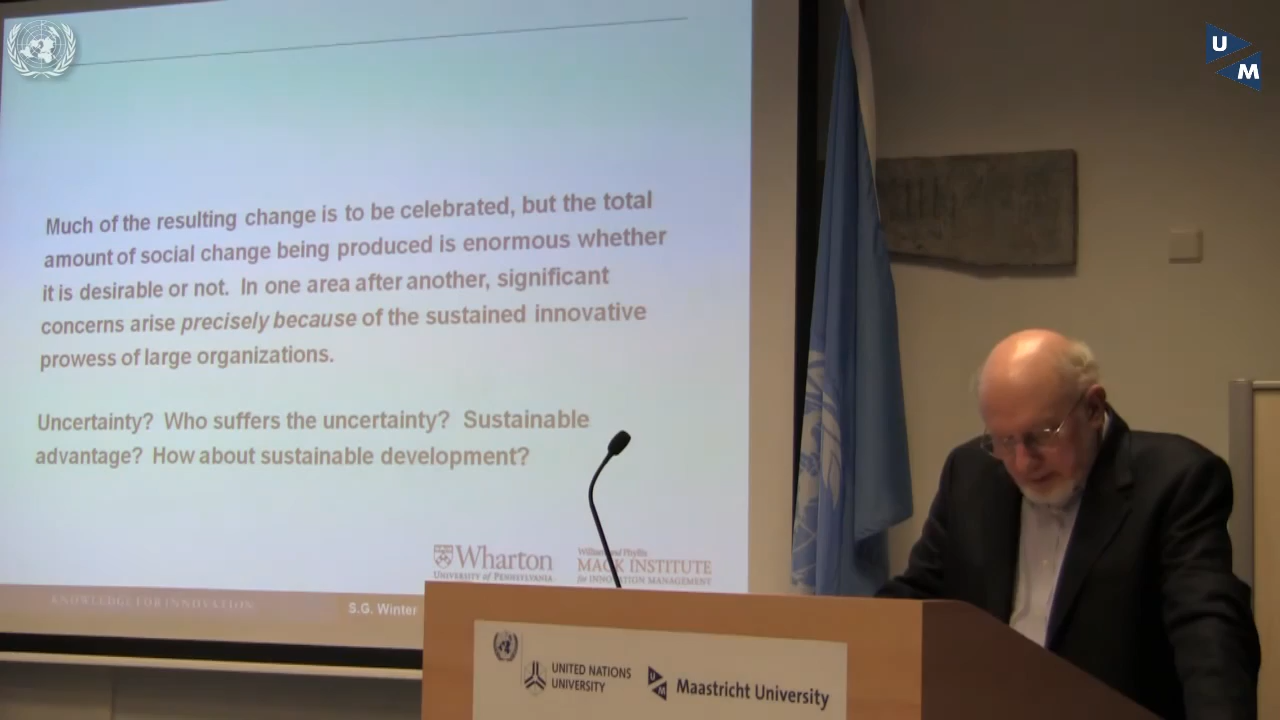 U
M
Much of the resulting change is to be celebrated, but the total
amount of social change being produced is enormous whether
it is desirable or not. In one area after another, significant
concerns arise precisely because of the sustained innovative
prowess of large organizations.
Uncertainty? Who suffers the uncertainty? Sustainable
advantage? How about sustainable development?
Wharton
UNIVERSITY of PENNSYLVANIA
William and Phyllis
MACK INSTITUTE
for INNOVATION MANAGEMENT
KNOWLEDGE FOR INNOVATION
S.G. Winter
UNITED NATIONS
UNIVERSITY
U
M
Maastricht University